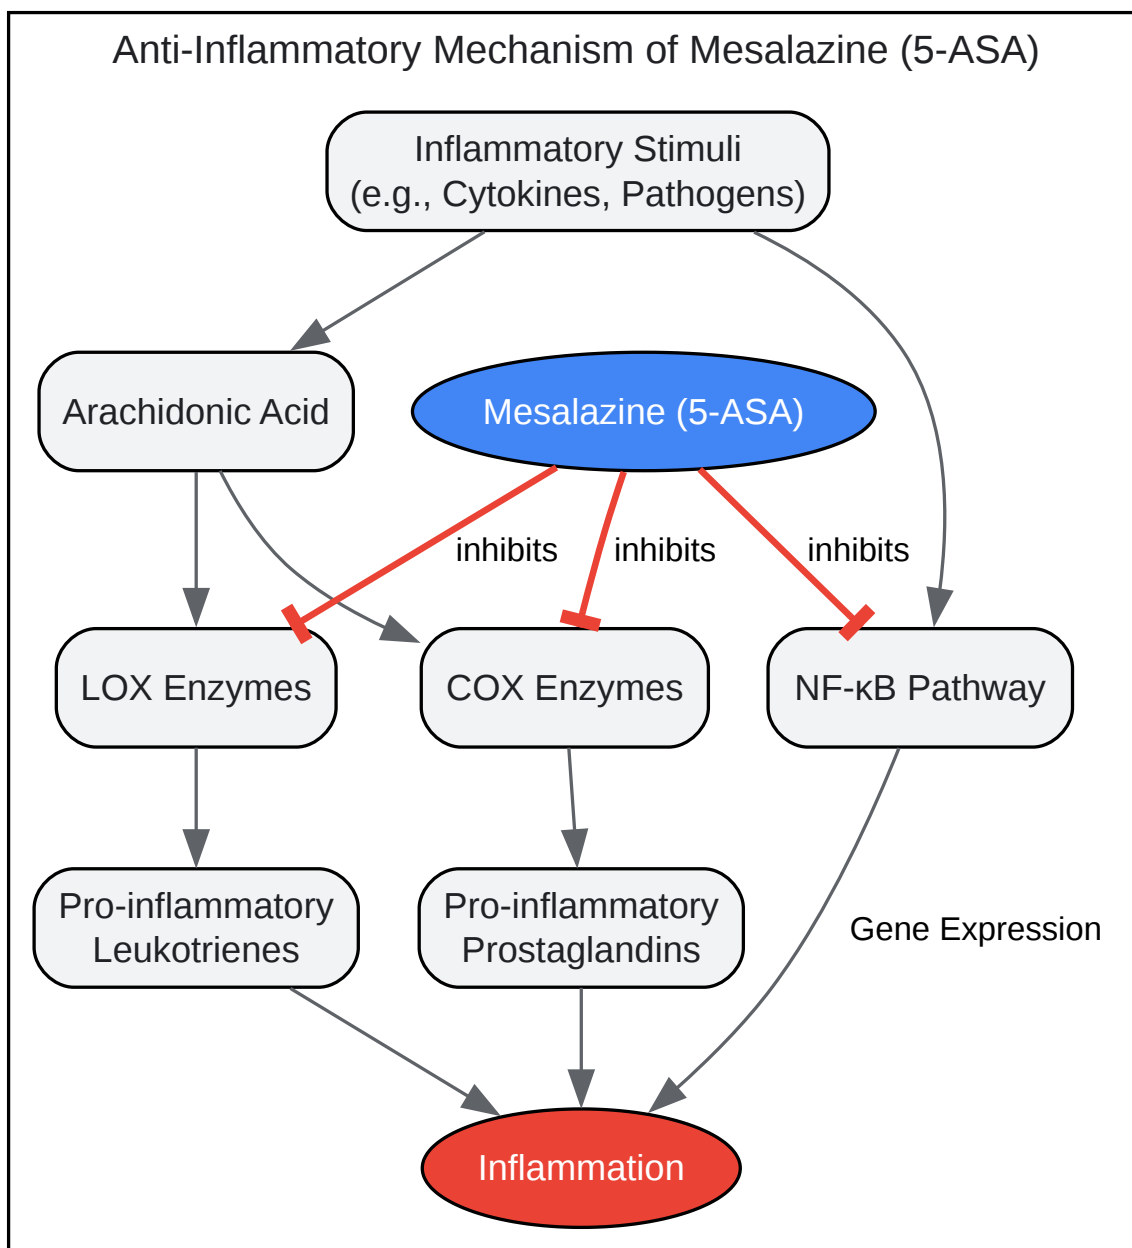 Anti-Inflammatory Mechanism of Mesalazine (5-ASA)
Inflammatory Stimuli
(e.g., Cytokines, Pathogens)
Arachidonic Acid
Mesalazine (5-ASA)
inhibits
inhibits
inhibits
LOX Enzymes
COX Enzymes
NF-κB Pathway
Pro-inflammatory
Leukotrienes
Pro-inflammatory
Prostaglandins
Gene Expression
Inflammation